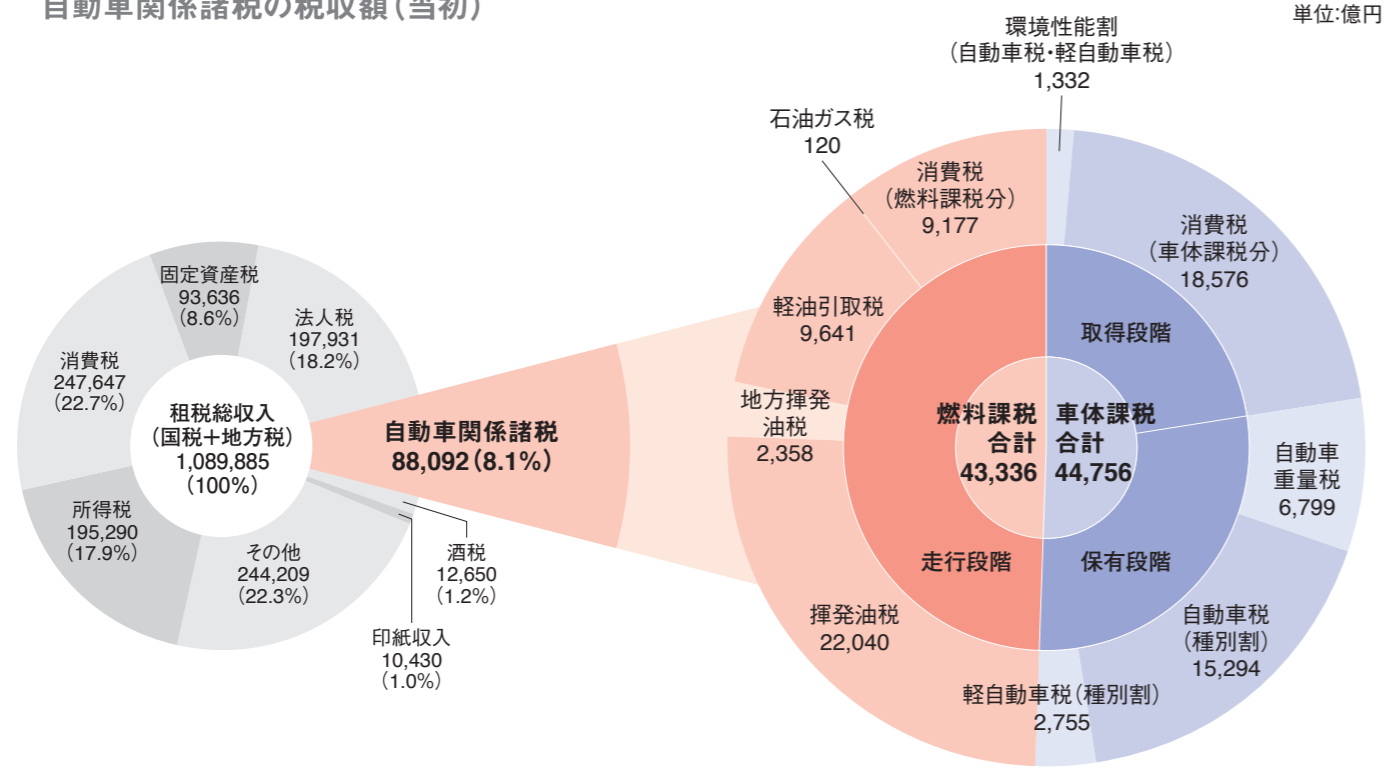 自動車関係諸税の税収額（当初）
単位：億円
固定資産税
93,636
（8.6%）
法人税
197,931
（18.2%）
消費税
247,647
（22.7%）
租税総収入
（国税＋地方税）
1,089,885
（100%）
所得税
195,290
（17.9%）
その他
244,209
（22.3%）
酒税
12,650
（1.2%）
印紙収入
10,430
（1.0%）
自動車関係諸税
88,092（8.1%）
環境性能割
（自動車税・軽自動車税）
1,332
石油ガス税
120
消費税
（燃料課税分）
9,177
消費税
（車体課税分）
18,576
軽油引取税
9,641
取得段階
地方揮発
油税
2,358
燃料課税
合計
43,336
車体課税
合計
44,756
自動車
重量税
6,799
走行段階
保有段階
揮発油税
22,040
自動車税
（種別割）
15,294
軽自動車税（種別割）
2,755